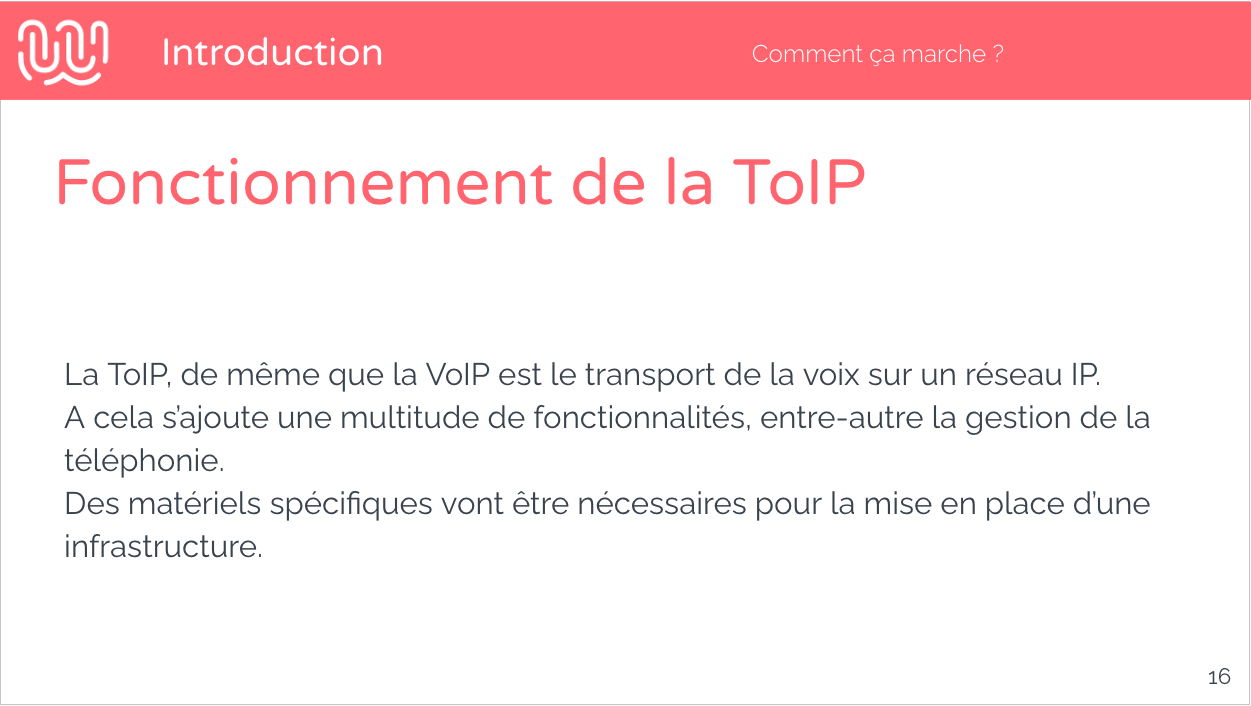 Introduction
Comment ça marche ?
Fonctionnement de la ToIP
La ToIP, de même que la VoIP est le transport de la voix sur un réseau IP.
A cela s’ajoute une multitude de fonctionnalités, entre-autre la gestion de la
téléphonie.
Des matériels spécifiques vont être nécessaires pour la mise en place d’une
infrastructure.
16